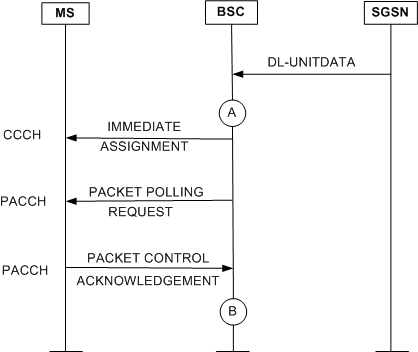 MS
BSC
SGSN
DL-UNITDATA
A
CCCH
IMMEDIATE
ASSIGNMENT
PACCH
PACKET POLLING
REQUEST
PACCH
PACKET CONTROL
ACKNOWLEDGEMENT
B